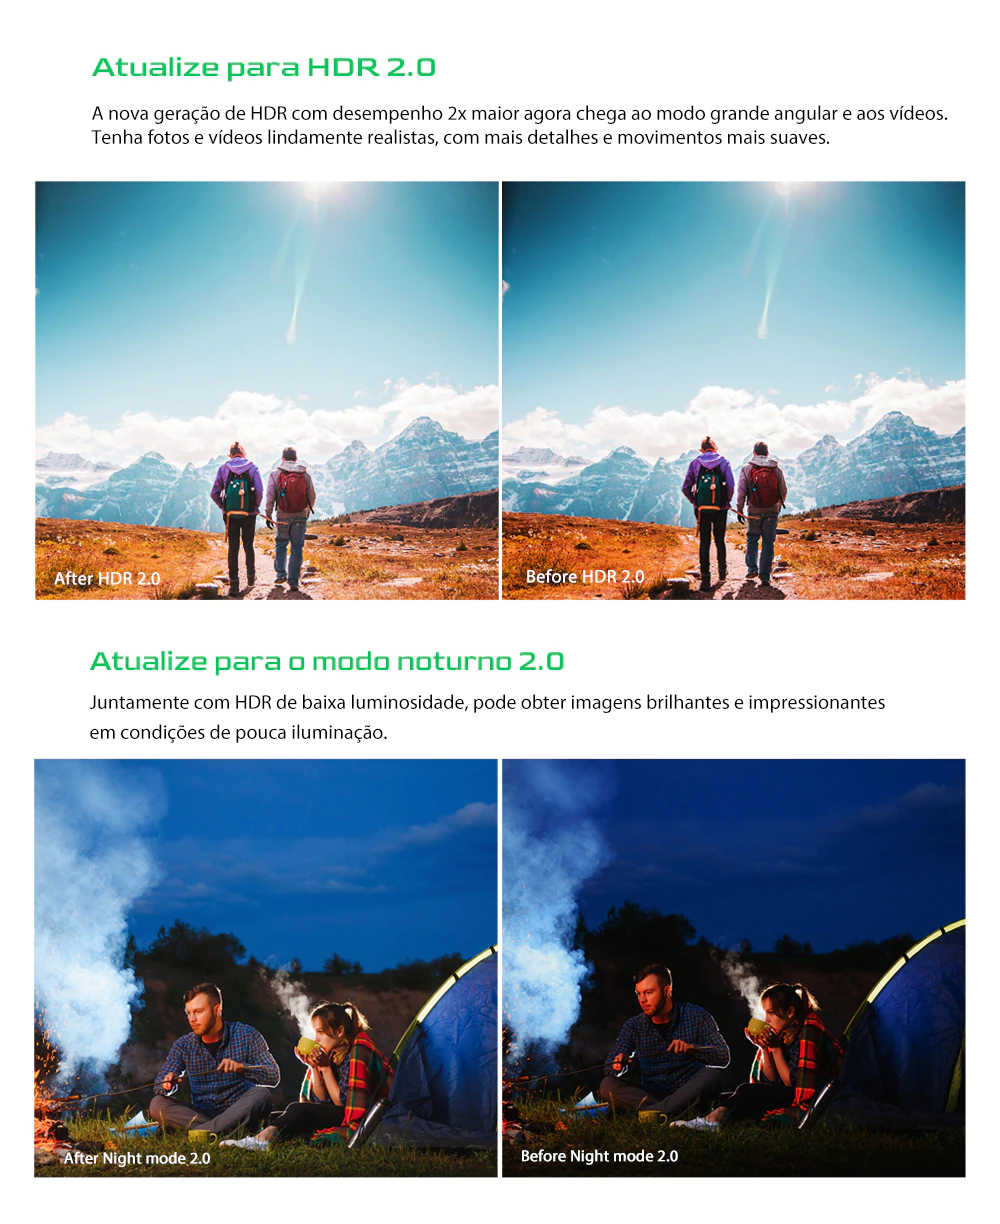 Atualize para HDR 2.0
A nova geração de HDR com desempenho 2x maior agora chega ao modo grande angular e aos vídeos.
Tenha fotos e vídeos lindamente realistas, com mais detalhes e movimentos mais suaves.
After HDR 2.0
Before HDR 2.0
Atualize para o modo noturno 2.0
Juntamente com HDR de baixa luminosidade, pode obter imagens brilhantes e impressionantes
em condições de pouca iluminação.
After Night mode 2.0
Before Night mode 2.0